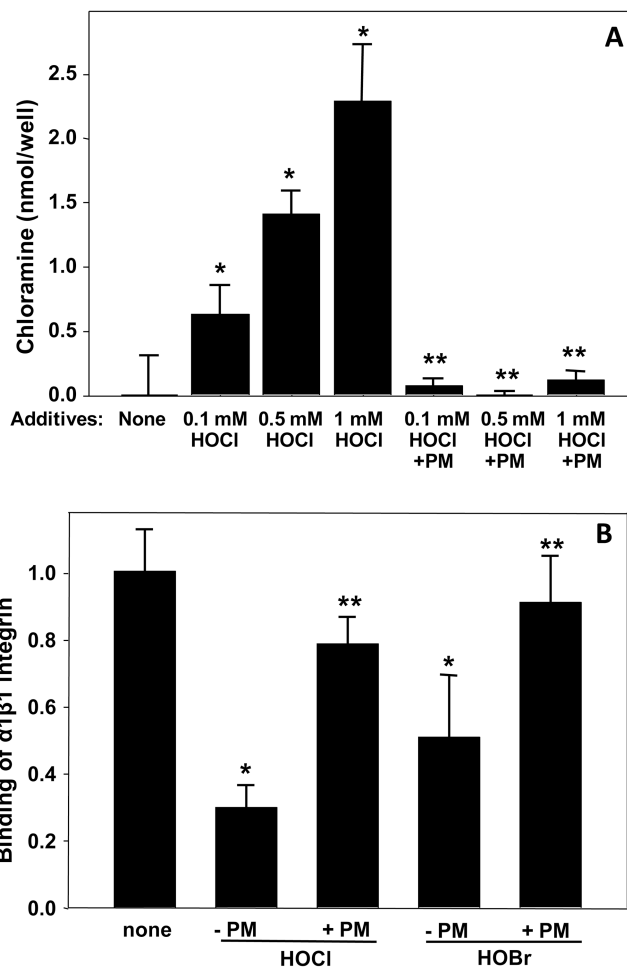 A
*
*
*
**
**
**
2.5
2.0
1.5
1.0
0.5
0.0
Chloramine (nmol/well)
Additives: None 0.1 mM 0.5 mM 1 mM 0.1 mM 0.5 mM 1 mM
HOCl HOCl HOCl HOCl HOCl HOCl
+PM +PM +PM
B
**
**
*
*
1.0
0.8
0.6
0.4
0.2
0.0
Binding of α1β1 integrin
none - PM + PM - PM + PM
HOCl HOBr